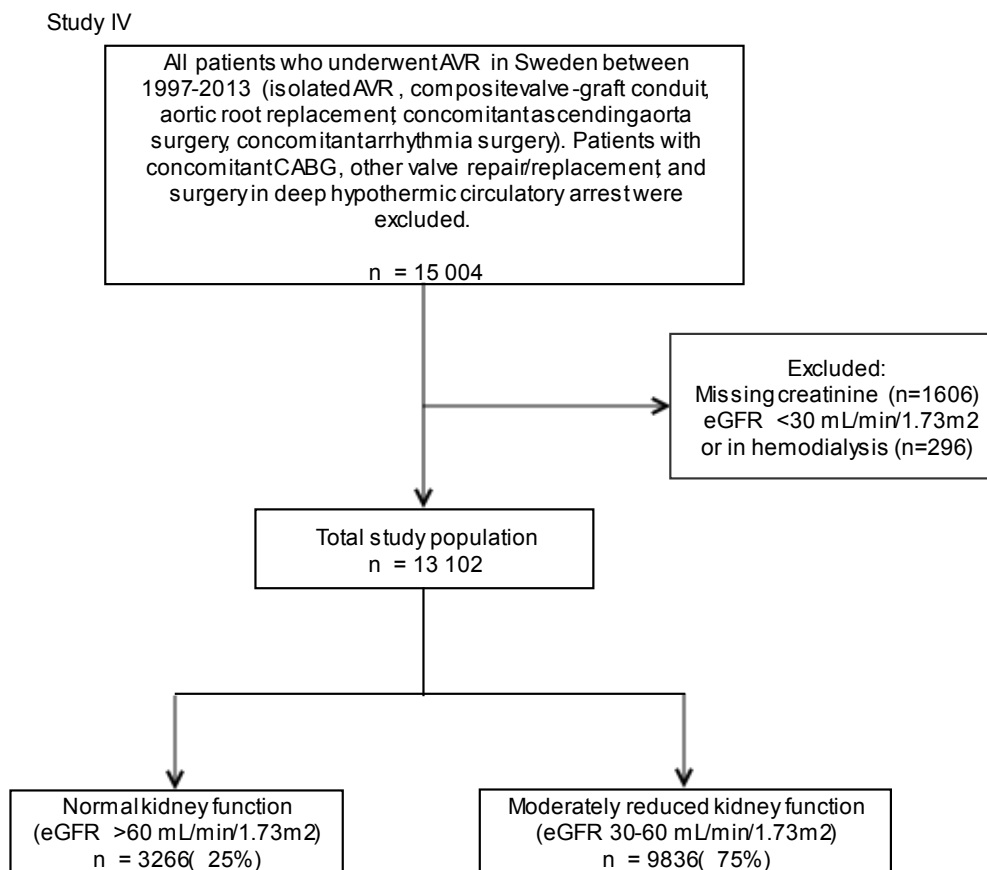 Study IV
All patients who underwent AVR in Sweden between
1997-2013 (isolated AVR, composite valve-graft conduit,
aortic root replacement, concomitant ascending aorta
surgery, concomitant arrhythmia surgery). Patients with
concomitant CABG, other valve repair/replacement, and
surgery in deep hypothermic circulatory arrest were
excluded.
n = 15 004
Excluded:
Missing creatinine (n=1606)
eGFR <30 mL/min/1.73m2
or in hemodialysis (n=296)
Total study population
n = 13 102
Normal kidney function
(eGFR >60 mL/min/1.73m2)
n = 3266( 25%)
Moderately reduced kidney function
(eGFR 30-60 mL/min/1.73m2)
n = 9836( 75%)